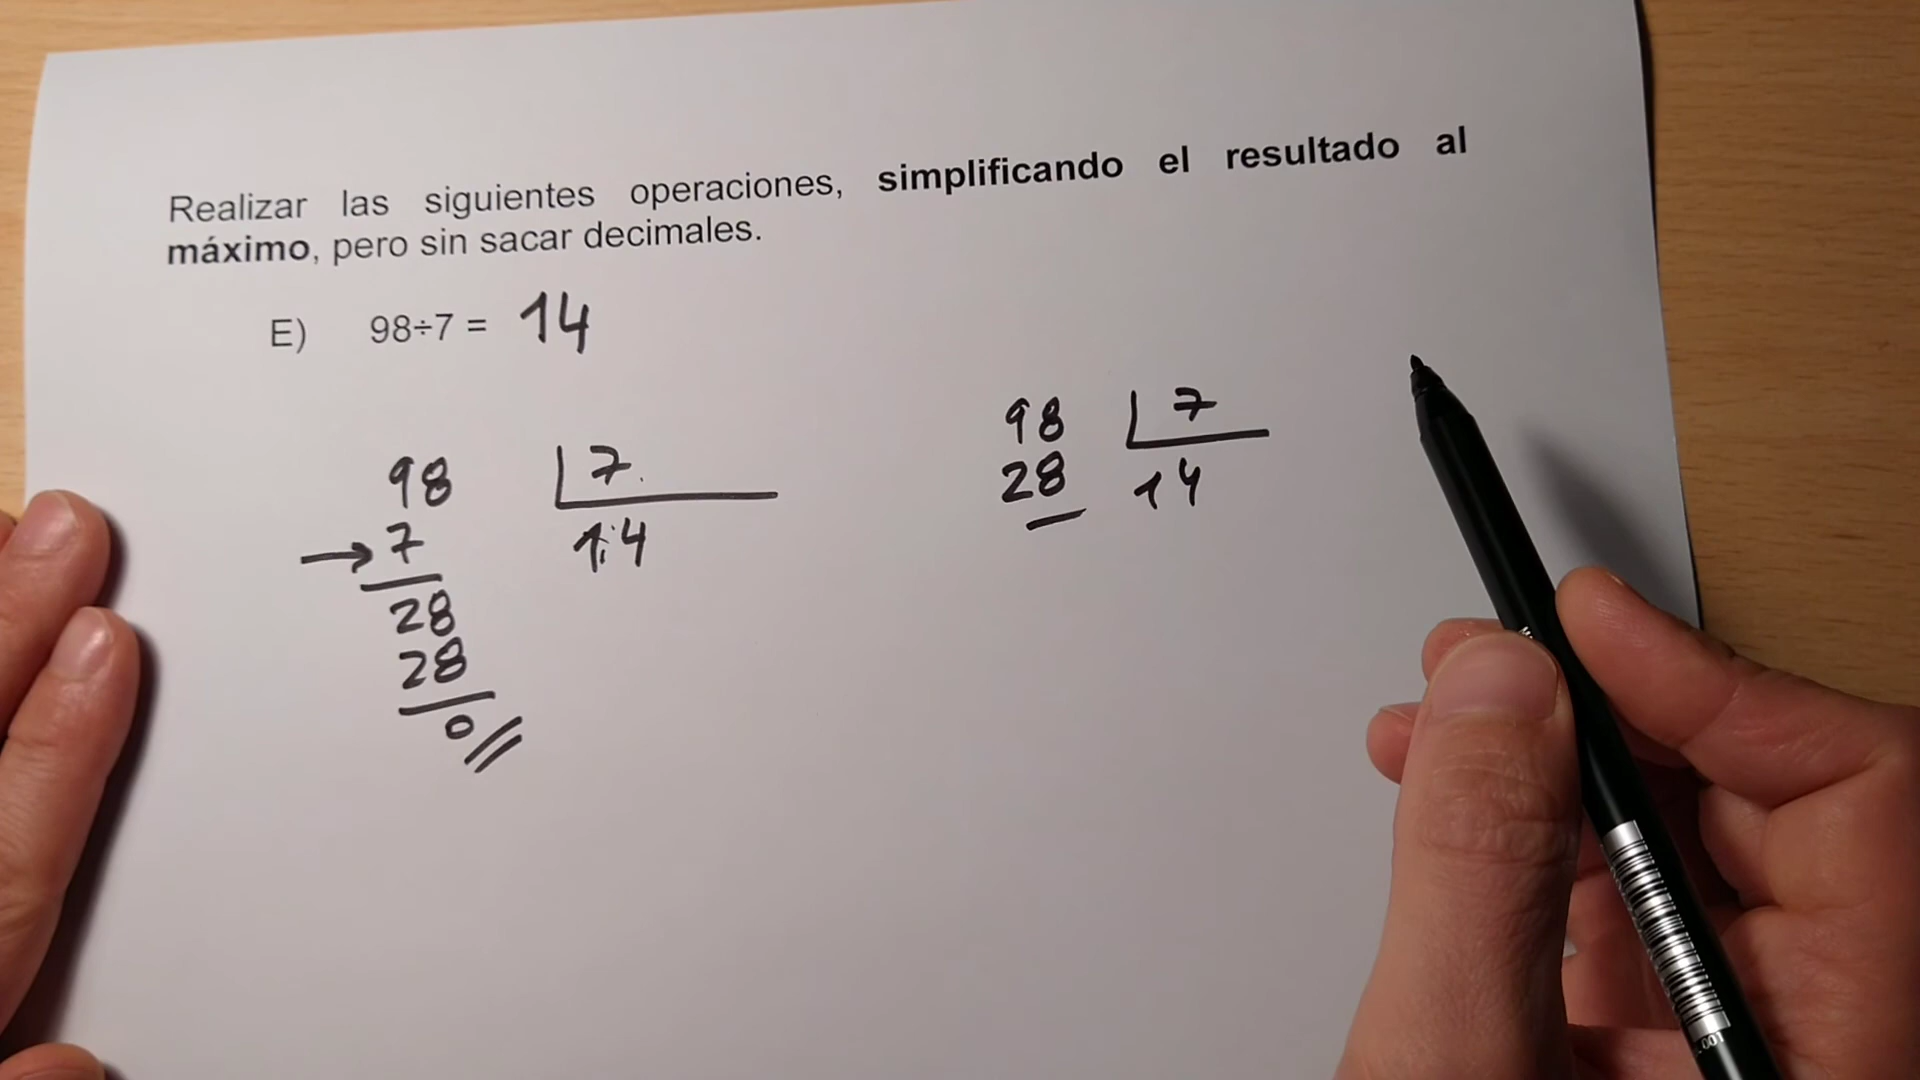 Realizar las siguientes operaciones, simplificando el resultado al
máximo, pero sin sacar decimales.
E) 98÷7 = 14
98 7
7 14
28
28
0
98 7
28 14